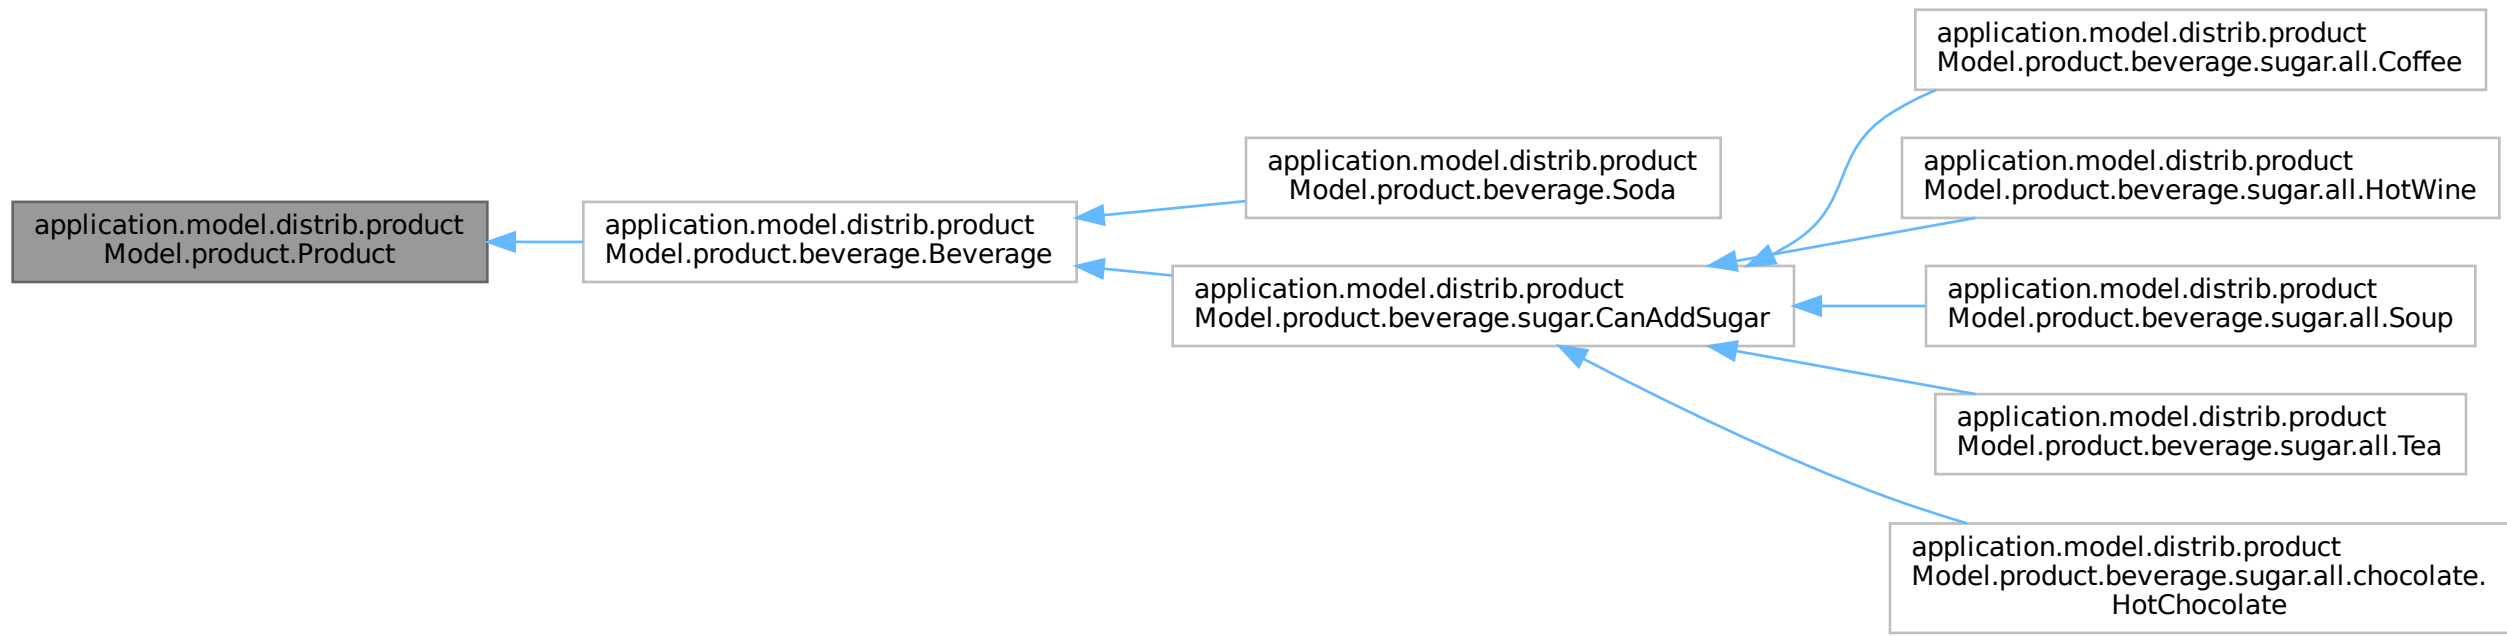 application.model.distrib.product
Model.product.Product
application.model.distrib.product
Model.product.beverage.Beverage
application.model.distrib.product
Model.product.beverage.Soda
application.model.distrib.product
Model.product.beverage.sugar.CanAddSugar
application.model.distrib.product
Model.product.beverage.sugar.all.Coffee
application.model.distrib.product
Model.product.beverage.sugar.all.HotWine
application.model.distrib.product
Model.product.beverage.sugar.all.Soup
application.model.distrib.product
Model.product.beverage.sugar.all.Tea
application.model.distrib.product
Model.product.beverage.sugar.all.chocolate.
HotChocolate